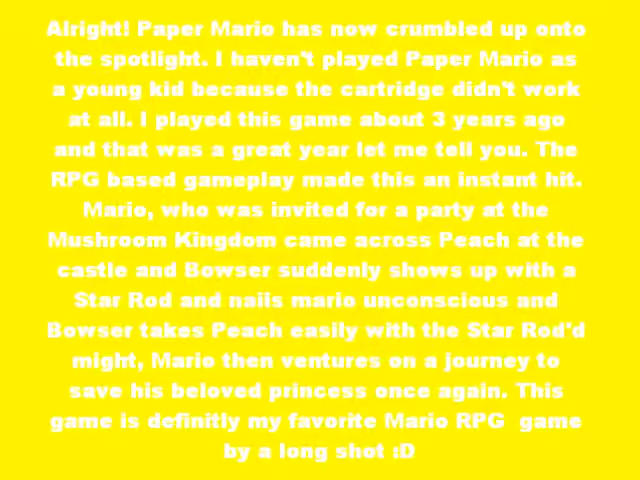 Alright! Paper Mario has now crumbled up onto
the spotlight. I haven't played Paper Mario as
a young kid because the cartridge didn't work
at all. I played this game about 3 years ago
and that was a great year let me tell you. The
RPG based gameplay made this an instant hit.
Mario, who was invited for a party at the
Mushroom Kingdom came across Peach at the
castle and Bowser suddenly shows up with a
Star Rod and nails mario unconscious and
Bowser takes Peach easily with the Star Rod'd
might, Mario then ventures on a journey to
save his beloved princess once again. This
game is definitly my favorite Mario RPG  game
by a long shot :D